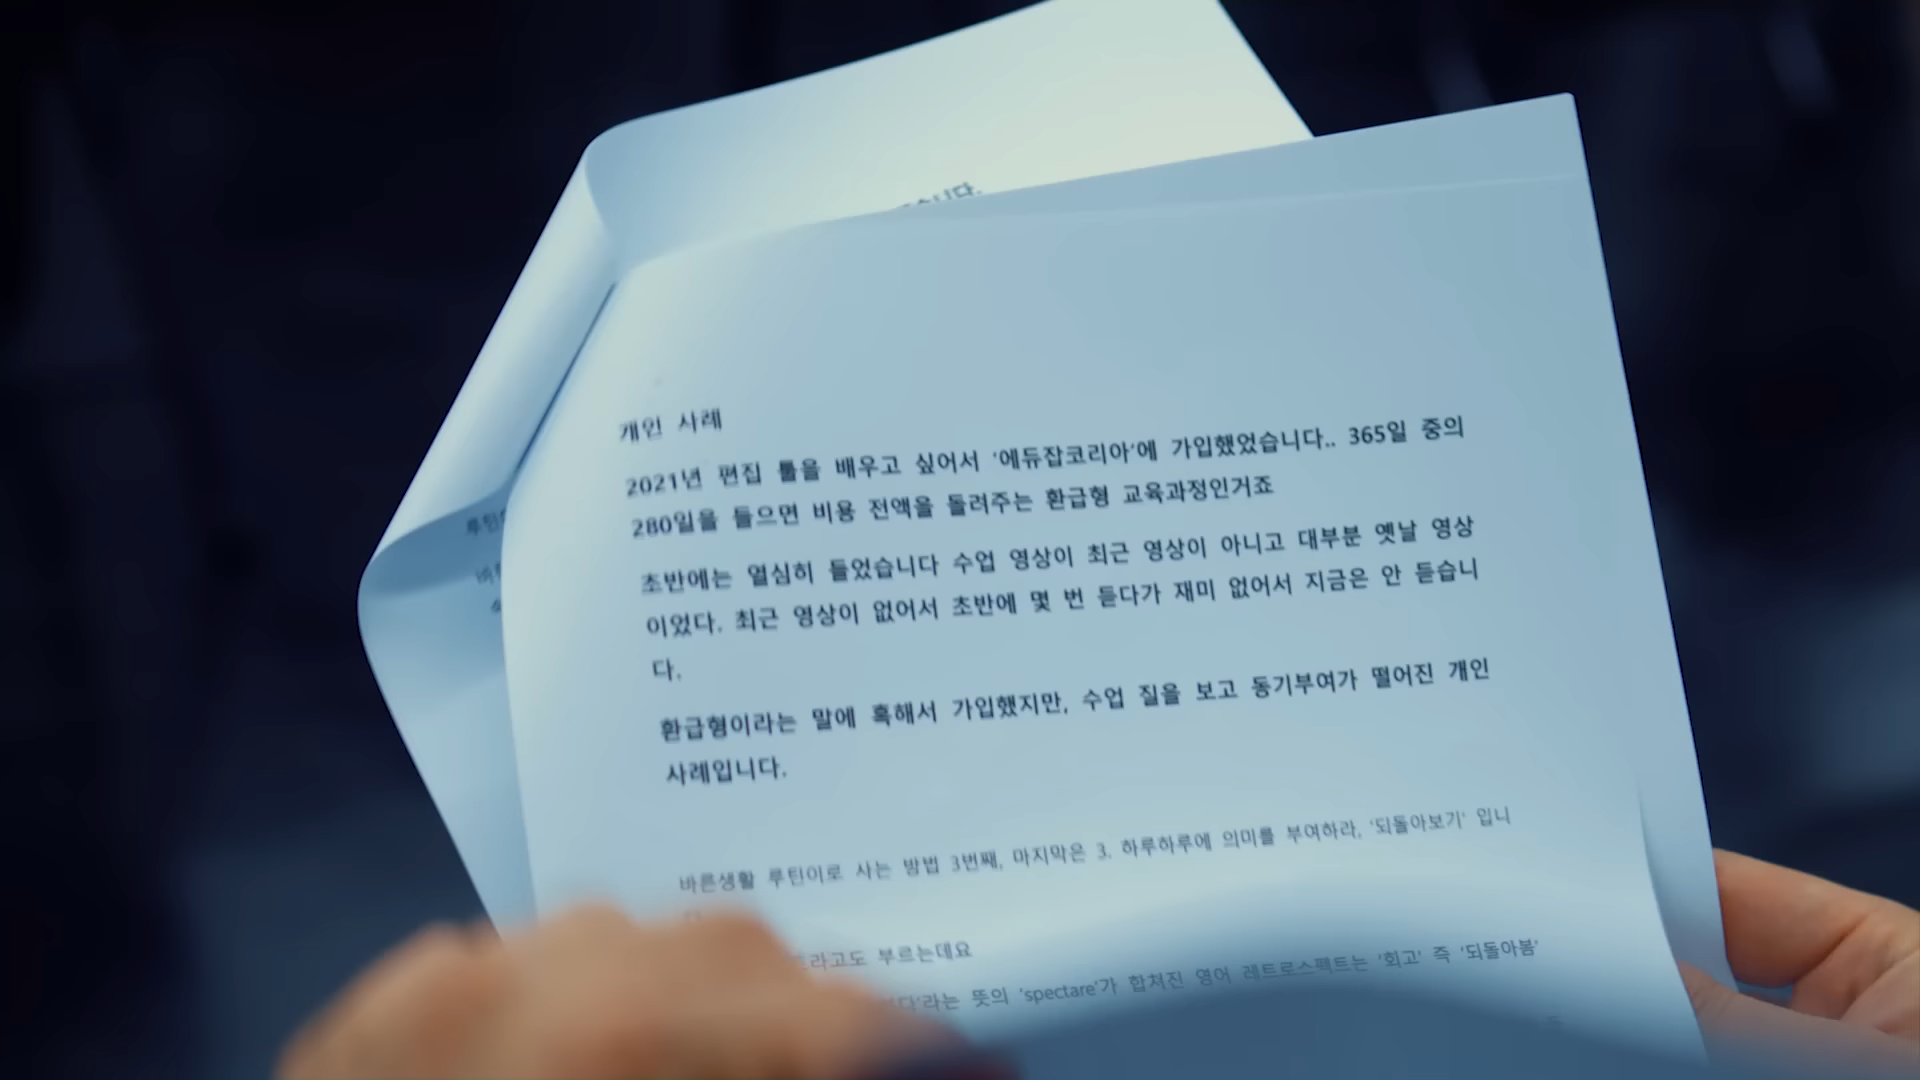 습니다.
개인 사례
2021년 편집 툴을 배우고 싶어서 '에듀잡코리아'에 가입했었습니다.. 365일 중의
280일을 들으면 비용 전액을 돌려주는 환급형 교육과정인거죠
초반에는 열심히 들었습니다 수업 영상이 최근 영상이 아니고 대부분 옛날 영상
이었다. 최근 영상이 없어서 초반에 몇 번 듣다가 재미 없어서 지금은 안 듣습니
다.
환급형이라는 말에 혹해서 가입했지만, 수업 질을 보고 동기부여가 떨어진 개인
사례입니다.
바른생활 루틴이로 사는 방법 3번째, 마지막은 3. 하루하루에 의미를 부여하라, '되돌아보기' 입니
라고도 부르는데요
라는 뜻의 'spectare'가 합쳐진 영어 레트로스펙트는 '회고' 즉 '되돌아봄'